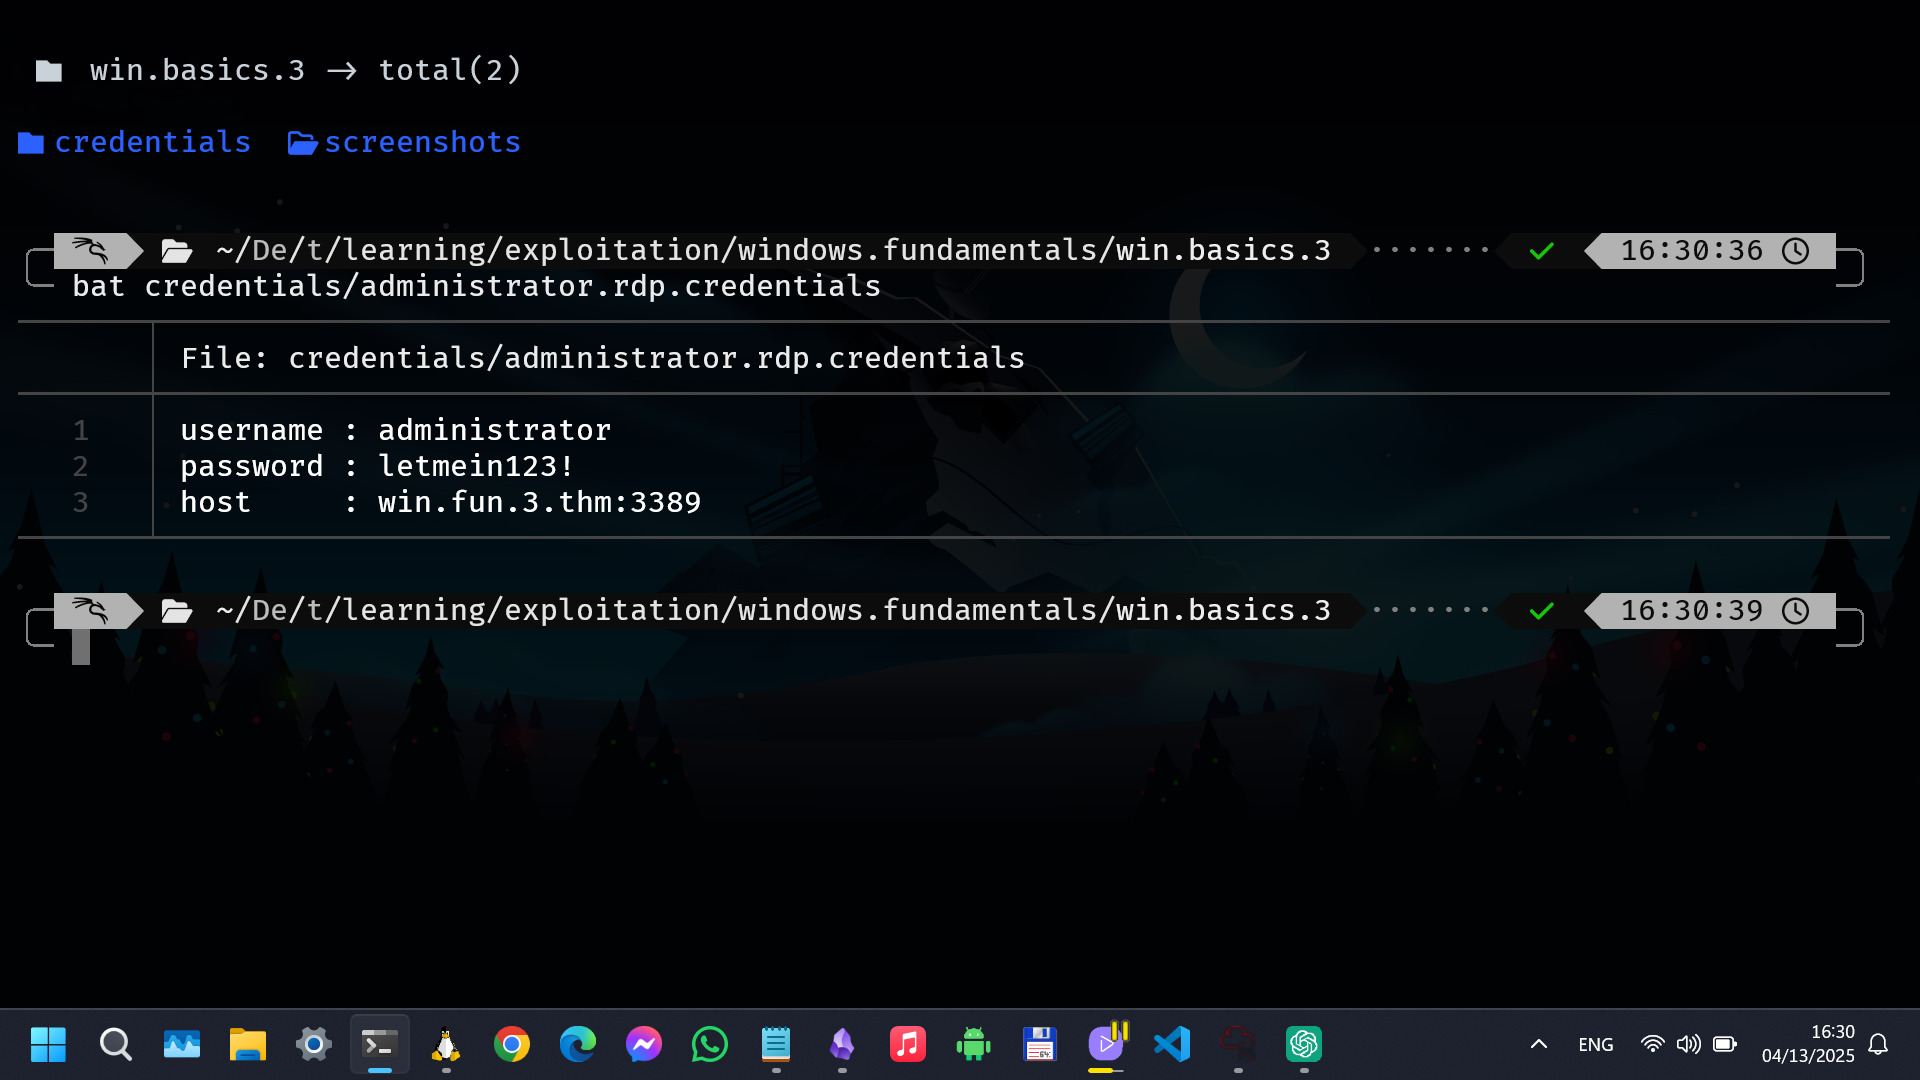 win.basics.3 → total(2)
credentials screenshots
~/De/t/learning/exploitation/windows.fundamentals/win.basics.3 ······· ✓ 16:30:36
bat credentials/administrator.rdp.credentials
File: credentials/administrator.rdp.credentials
1 username : administrator
2 password : letmein123!
3 host : win.fun.3.thm:3389
~/De/t/learning/exploitation/windows.fundamentals/win.basics.3 ······· ✓ 16:30:39
64
ENG
16:30
04/13/2025